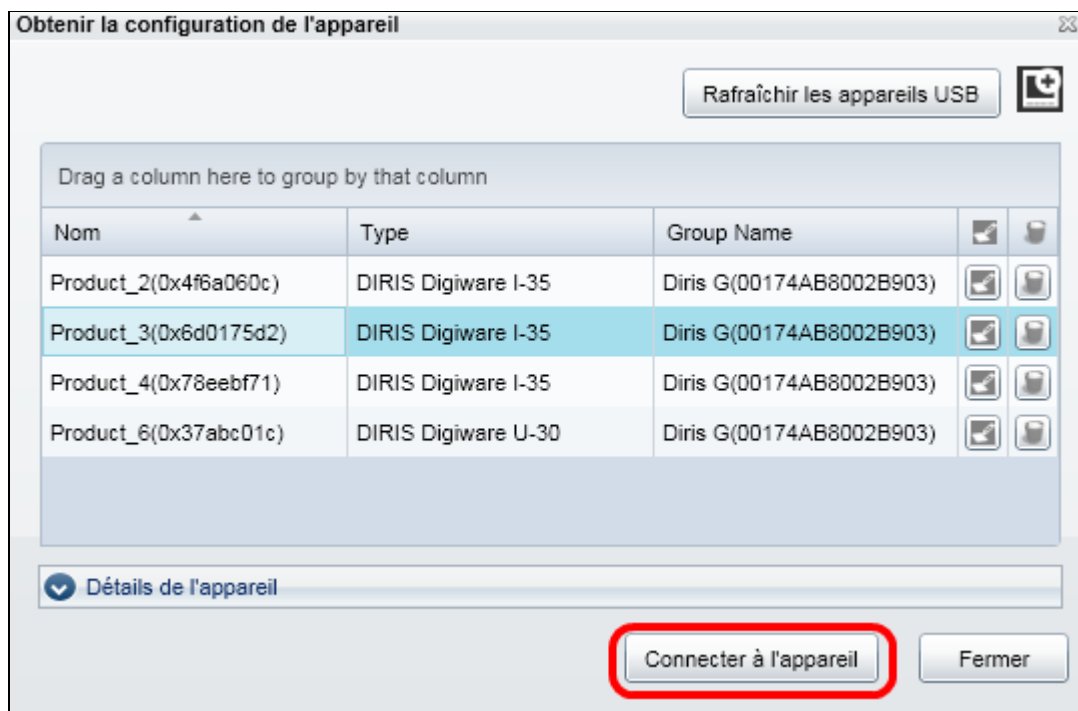 Obtenir la configuration de l'appareil
Rafraîchir les appareils USB
Drag a column here to group by that column
Nom Type Group Name
Product_2(0x4f6a060c) DIRIS Digiware I-35 Diris G(00174AB8002B903)
Product_3(0x6d0175d2) DIRIS Digiware I-35 Diris G(00174AB8002B903)
Product_4(0x78eebf71) DIRIS Digiware I-35 Diris G(00174AB8002B903)
Product_6(0x37abc01c) DIRIS Digiware U-30 Diris G(00174AB8002B903)
Détails de l'appareil
Connecter à l'appareil Fermer